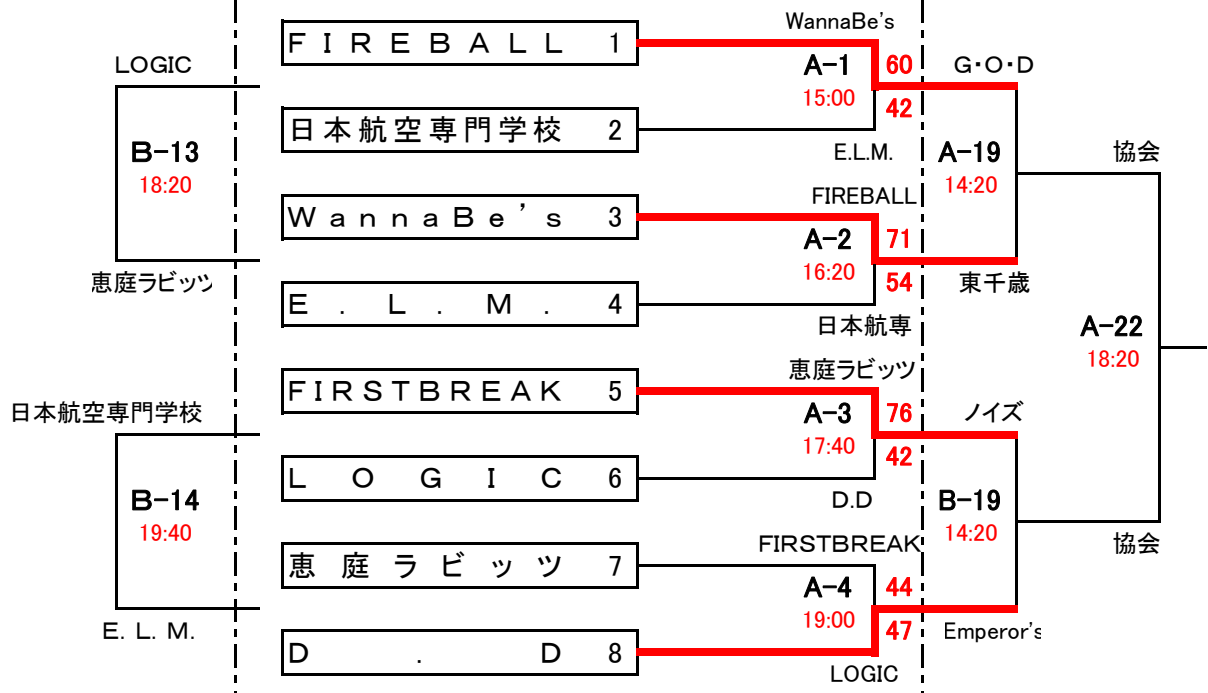 WannaBe's
FIREBALL 1
LOGIC
A-1
60
G・O・D
15:00
42
日本航空専門学校 2
B-13
E.L.M.
A-19
協会
18:20
14:20
FIREBALL
WannaBe's 3
A-2
71
16:20
54
恵庭ラビッツ
東千歳
E.L.M. 4
日本航専
A-22
18:20
恵庭ラビッツ
FIRSTBREAK 5
日本航空専門学校
A-3
76
ノイズ
17:40
42
LOGIC 6
B-14
D.D
B-19
19:40
14:20
FIRSTBREAK
協会
恵庭ラビッツ 7
A-4
44
19:00
47
E. L. M.
Emperor's
D.D 8
LOGIC